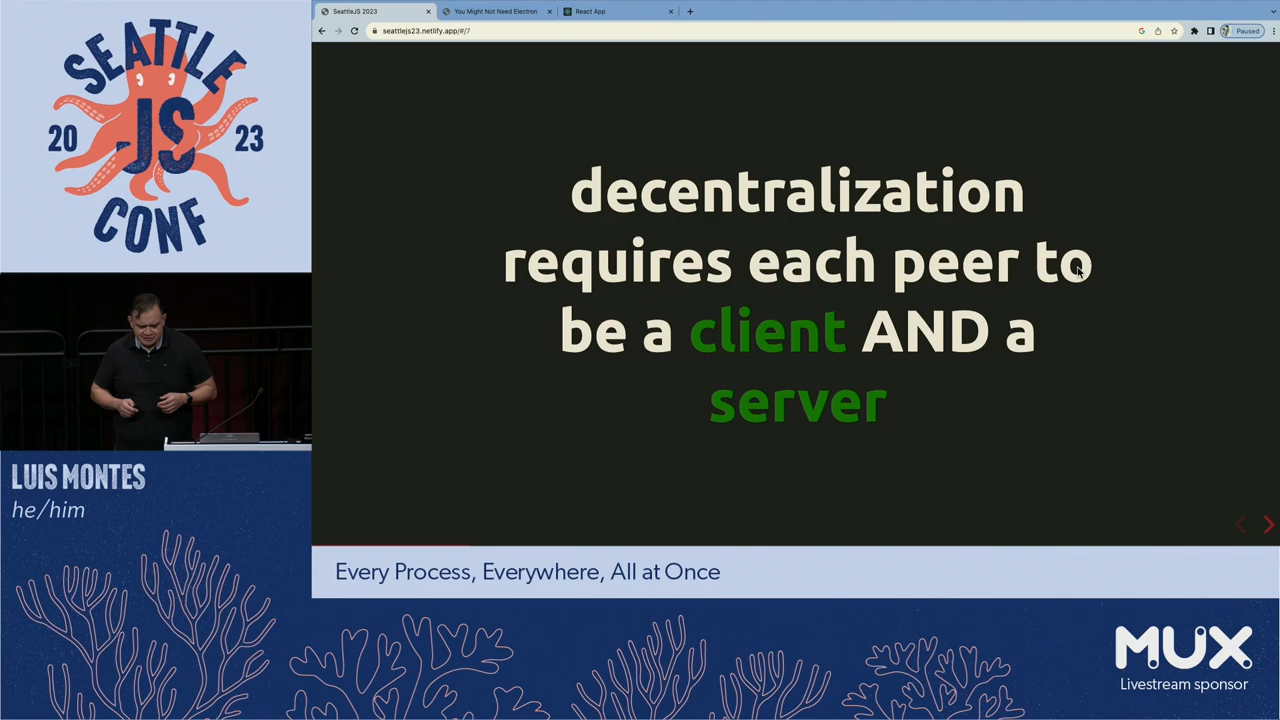 SEATTLE
JS
20 23
CONF
SeattleJS 2023
You Might Not Need Electron
React App
seattlejs23.netlify.app/#/7
Paused
decentralization
requires each peer to
be a client AND a
server
LUIS MONTES
he/him
Every Process, Everywhere, All at Once
MUX
Livestream sponsor